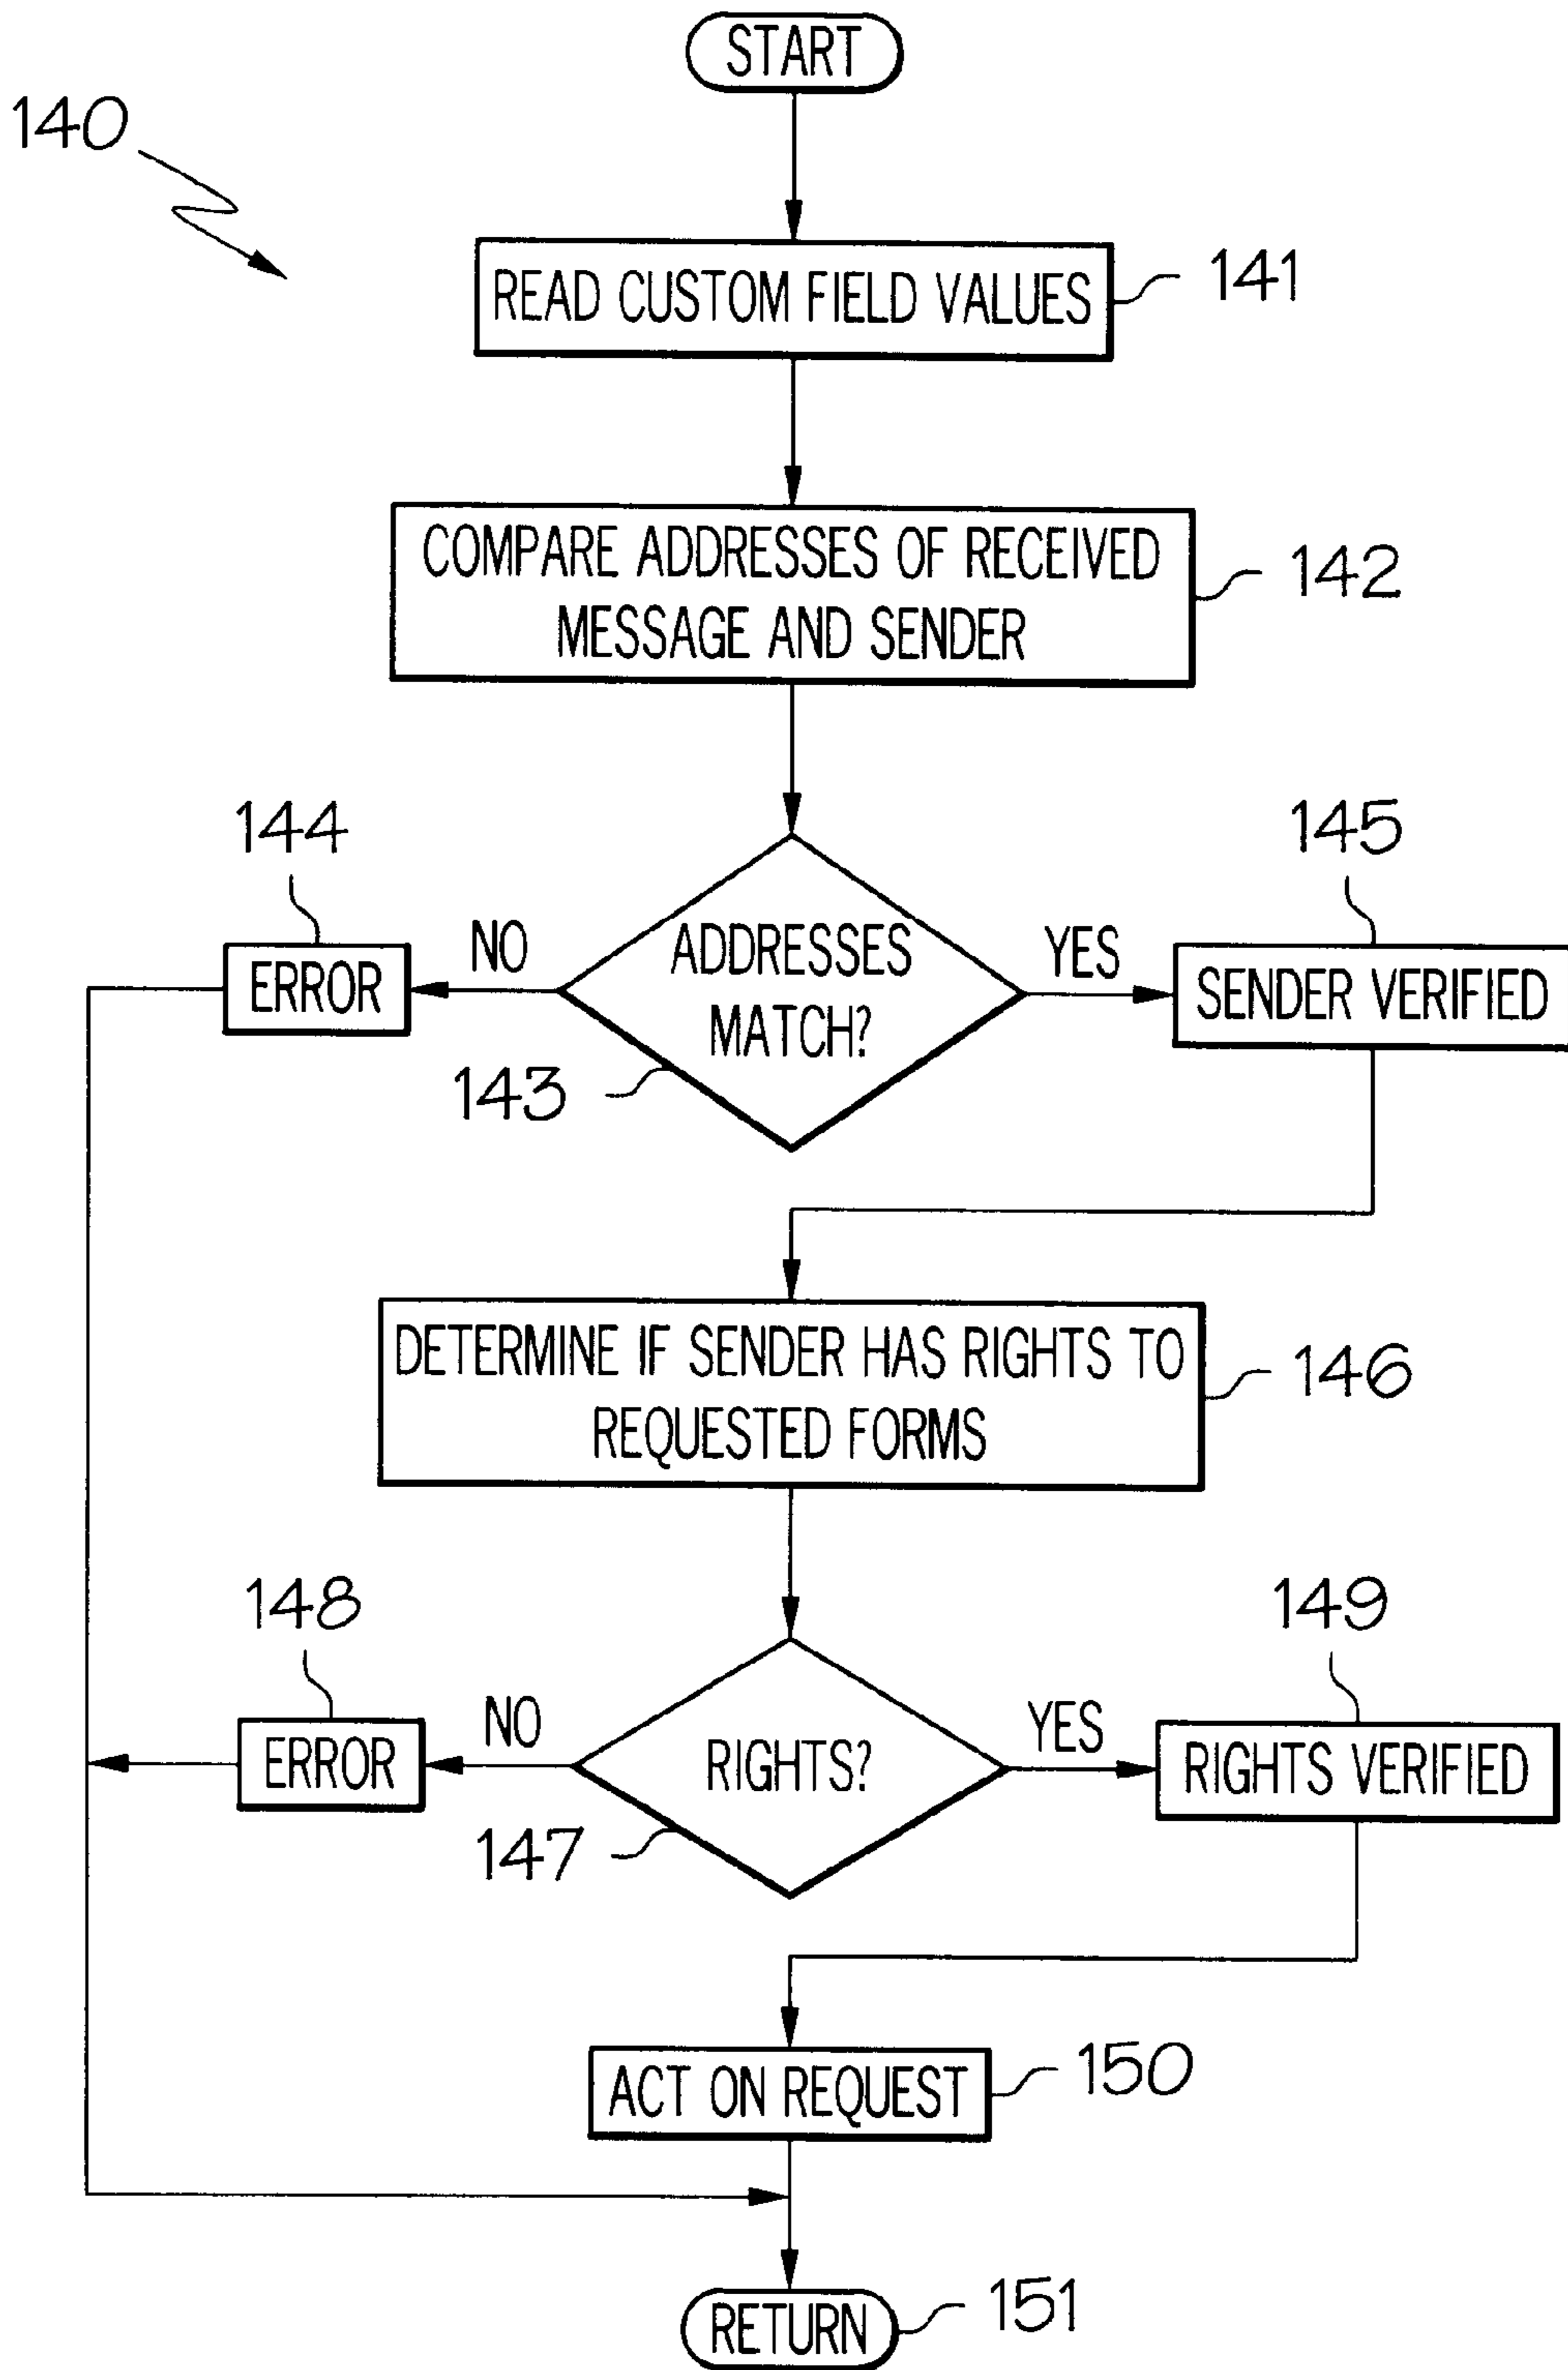 START
140
READ CUSTOM FIELD VALUES
141
COMPARE ADDRESSES OF RECEIVED
MESSAGE AND SENDER
142
144
145
ERROR
NO
ADDRESSES
MATCH?
YES
SENDER VERIFIED
143
DETERMINE IF SENDER HAS RIGHTS TO
REQUESTED FORMS
146
148
149
ERROR
NO
RIGHTS?
YES
RIGHTS VERIFIED
147
ACT ON REQUEST
150
RETURN
151